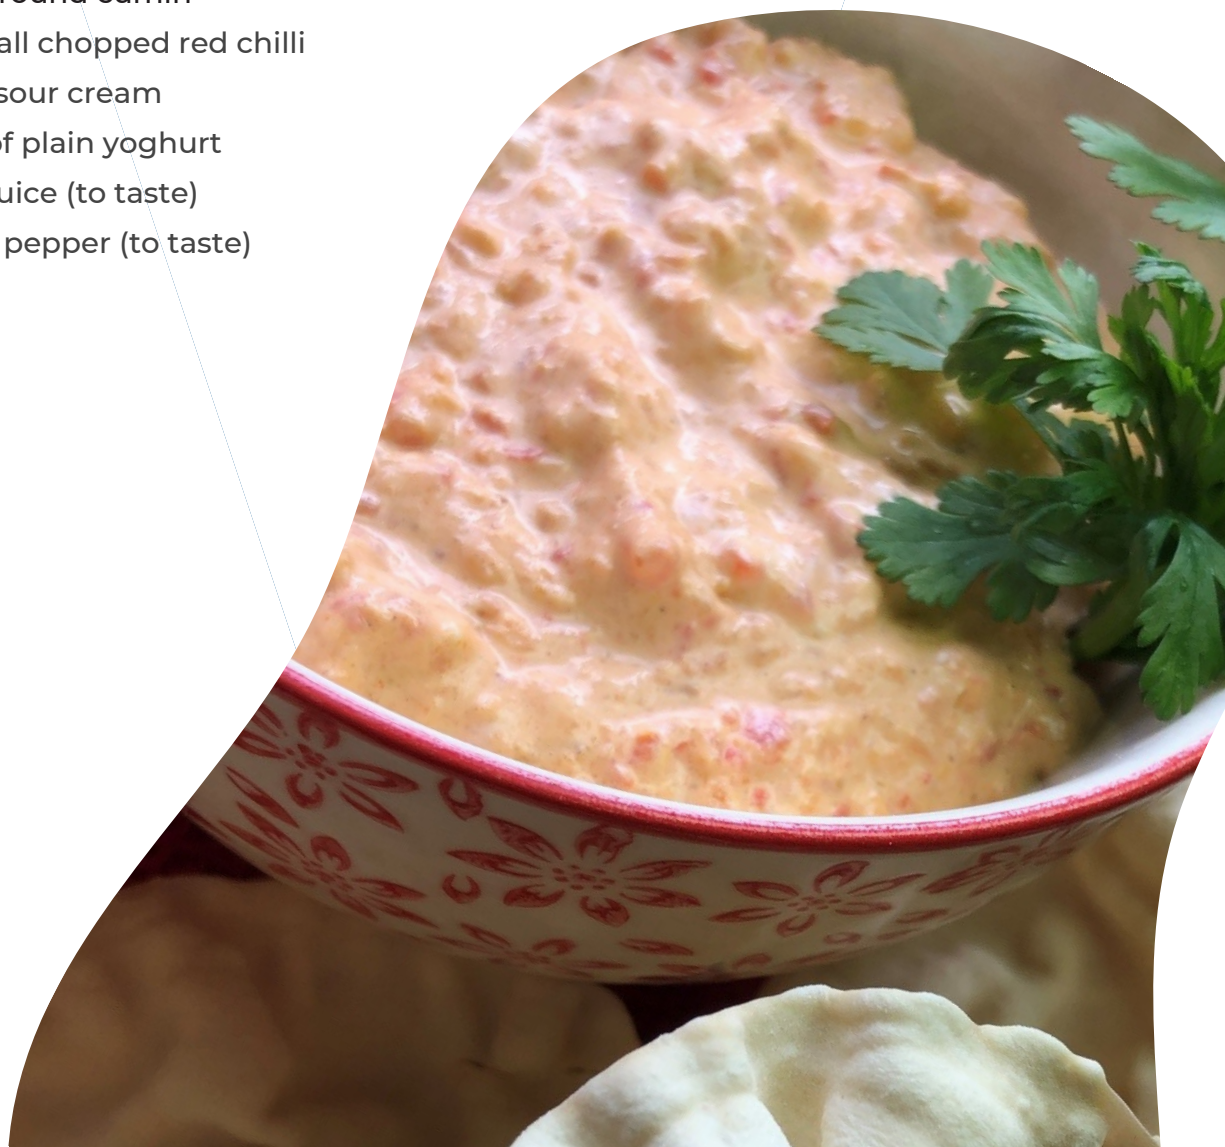 all chopped red chilli
sour cream
of plain yoghurt
uice (to taste)
pepper (to taste)